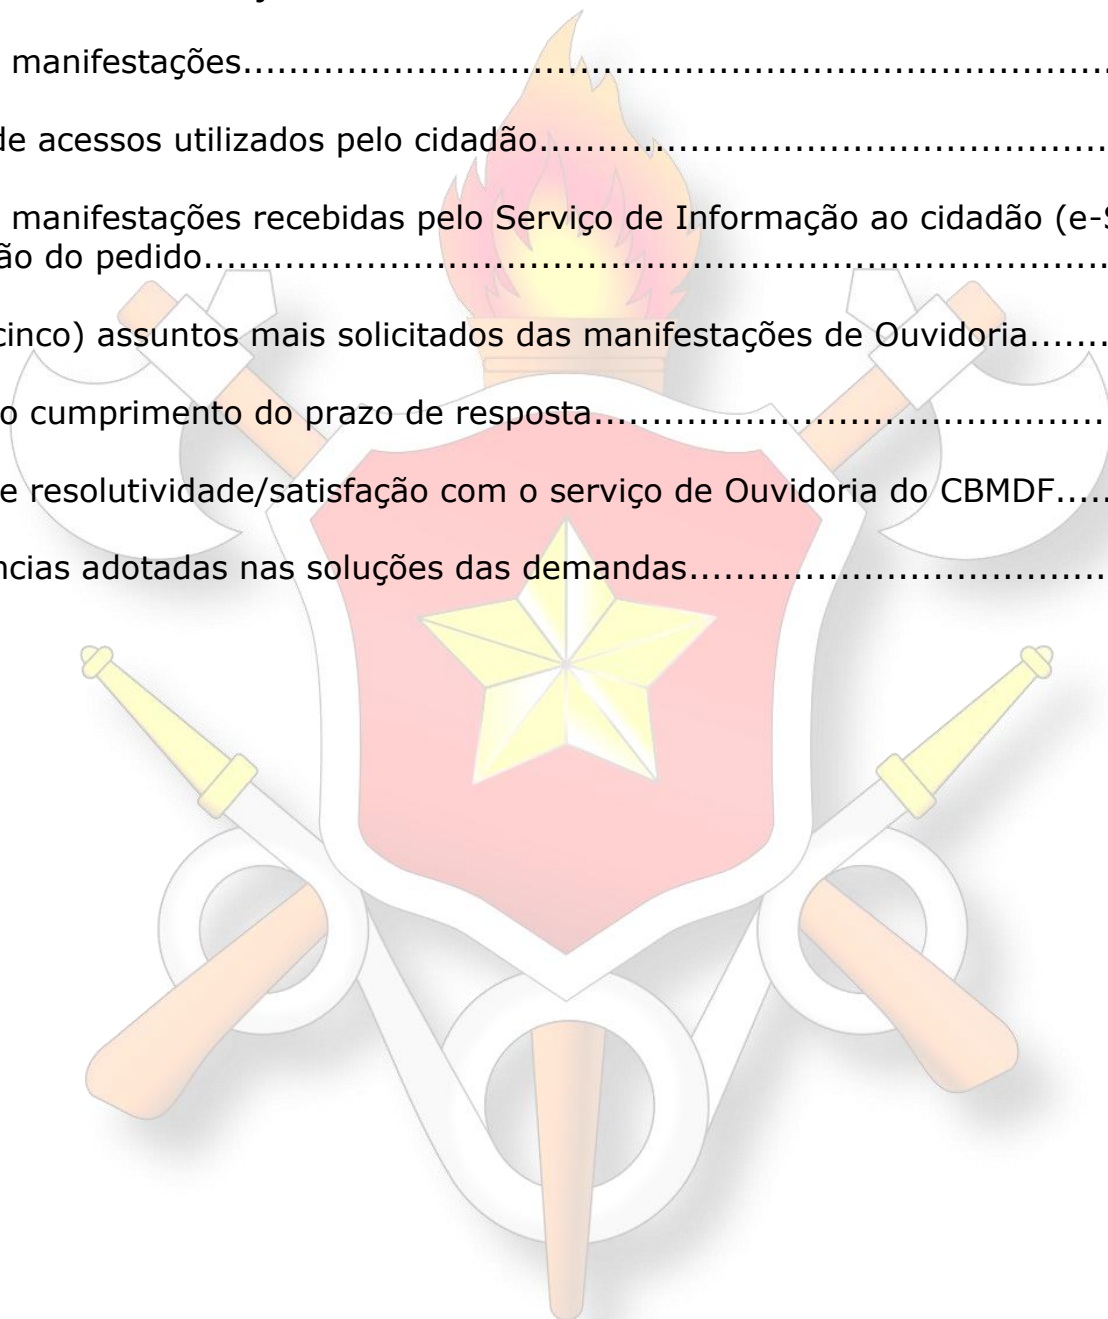 manifestações...............................................................................
de acessos utilizados pelo cidadão..................................................
manifestações recebidas pelo Serviço de Informação ao cidadão (e-S
ão do pedido...............................................................................
cinco) assuntos mais solicitados das manifestações de Ouvidoria.......
o cumprimento do prazo de resposta.............................................
e resolutividade/satisfação com o serviço de Ouvidoria do CBMDF.....
ncias adotadas nas soluções das demandas....................................